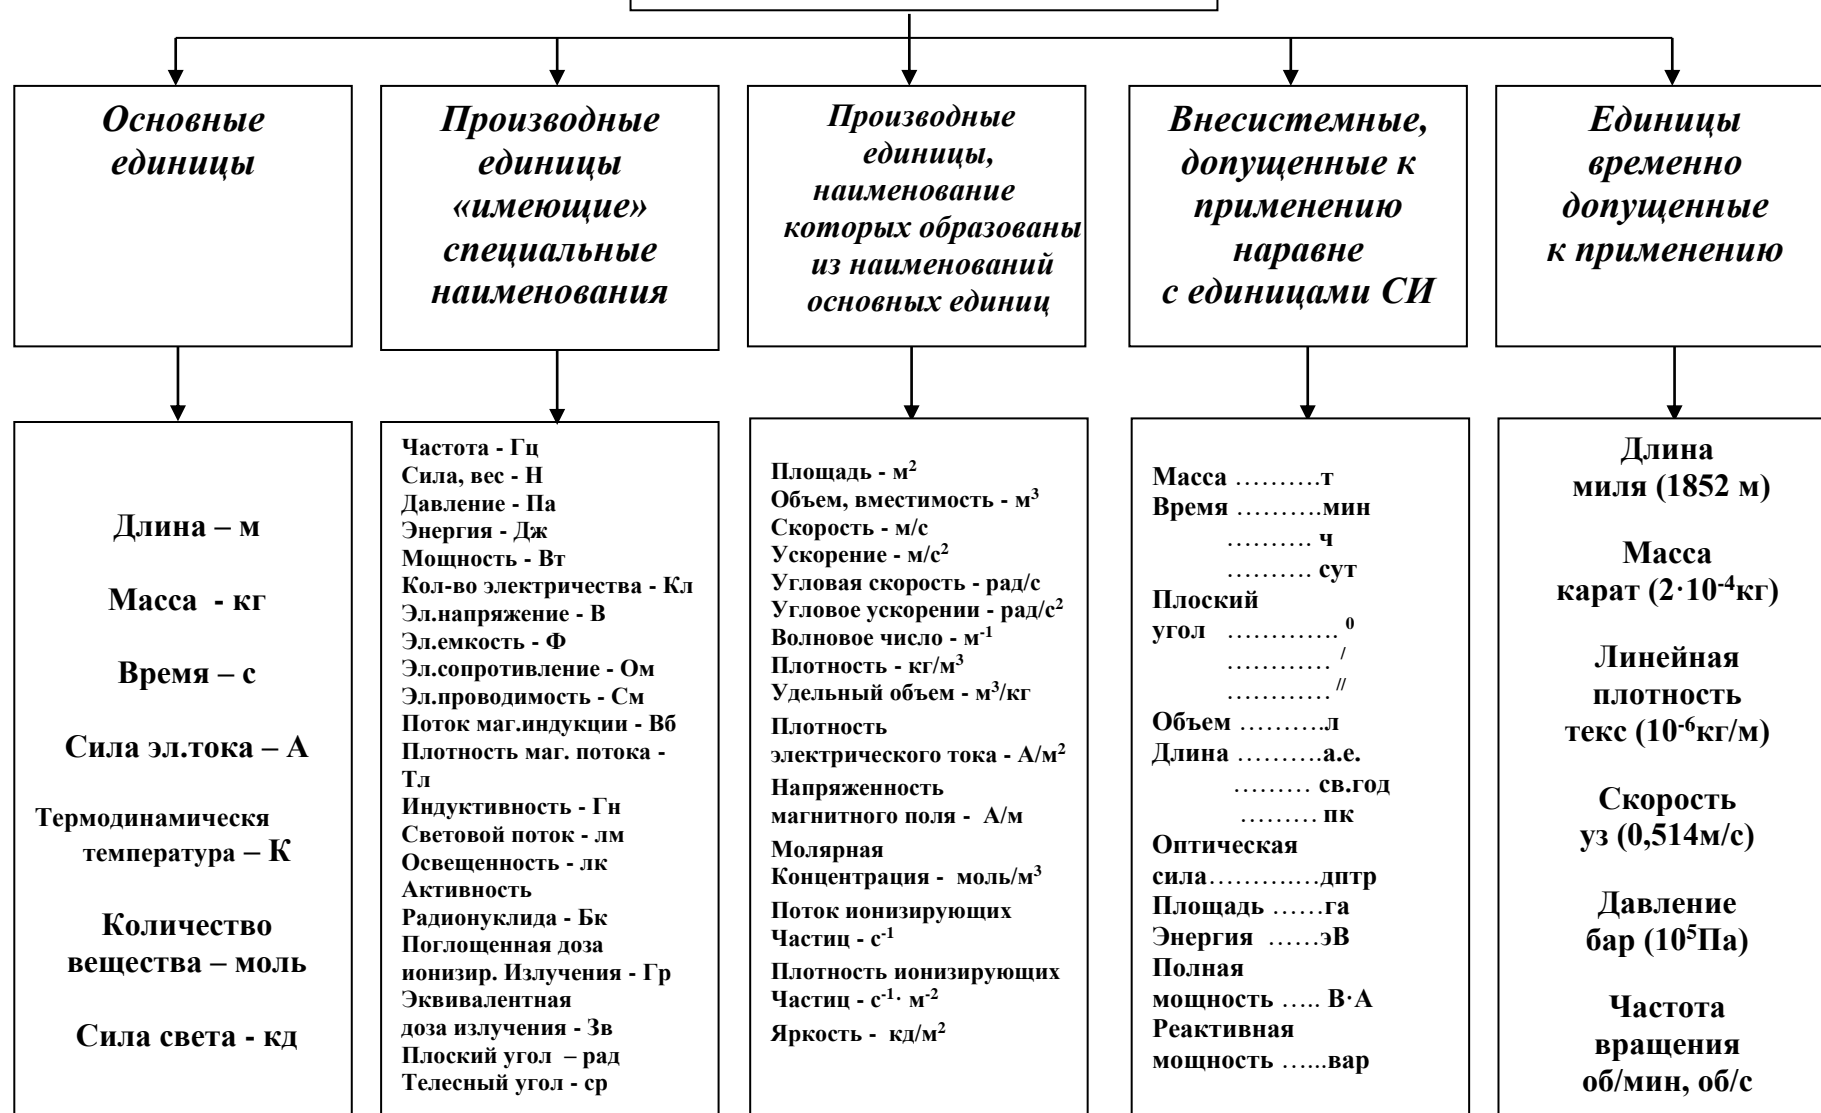 Основные
единицы
Производные
единицы
«имеющие»
специальные
наименования
Производные
единицы,
наименование
которых образованы
из наименований
основных единиц
Внесистемные,
допущенные к
применению
наравне
с единицами СИ
Единицы
временно
допущенные
к применению
Длина – м
Масса - кг
Время – с
Сила эл.тока – А
Термодинамическя
температура – К
Количество
вещества – моль
Сила света - кд
Частота - Гц
Сила, вес - Н
Давление - Па
Энергия - Дж
Мощность - Вт
Кол-во электричества - Кл
Эл.напряжение - В
Эл.емкость - Ф
Эл.сопротивление - Ом
Эл.проводимость - См
Поток маг.индукции - Вб
Плотность маг. потока -
Тл
Индуктивность - Гн
Световой поток - лм
Освещенность - лк
Активность
Радионуклида - Бк
Поглощенная доза
ионизир. Излучения - Гр
Эквивалентная
доза излучения - Зв
Плоский угол – рад
Телесный угол - ср
Площадь - м²
Объем, вместимость - м³
Скорость - м/с
Ускорение - м/с²
Угловая скорость - рад/с
Угловое ускорении - рад/с²
Волновое число - м⁻¹
Плотность - кг/м³
Удельный объем - м³/кг
Плотность
электрического тока - А/м²
Напряженность
магнитного поля - А/м
Молярная
Концентрация - моль/м³
Поток ионизирующих
Частиц - с⁻¹
Плотность ионизирующих
Частиц - с⁻¹· м⁻²
Яркость - кд/м²
Масса ……….т
Время ……….мин
………. ч
………. сут
Плоский
угол …………. ⁰
………… /
………… //
Объем ……….л
Длина ……….а.е.
……… св.год
……… пк
Оптическая
сила…………дптр
Площадь ……га
Энергия ……эВ
Полная
мощность ….. В·А
Реактивная
мощность …...вар
Длина
миля (1852 м)
Масса
карат (2·10⁻⁴кг)
Линейная
плотность
текс (10⁻⁶кг/м)
Скорость
уз (0,514м/с)
Давление
бар (10⁵Па)
Частота
вращения
об/мин, об/с